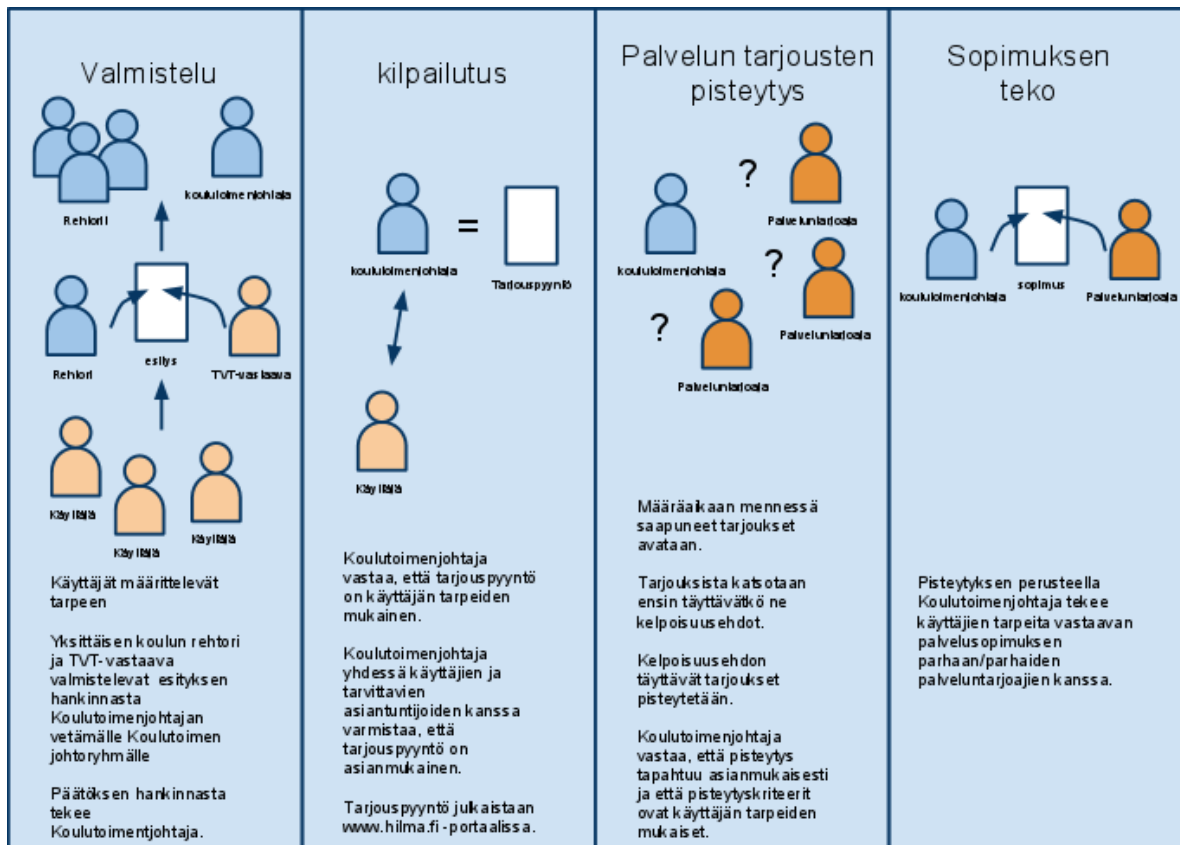 Valmistelu
Rehtorit
koulutoimenjohtaja
esitys
Rehtori
TVT-vastaava
Käyttäjä
Käyttäjä
Käyttäjä
Käyttäjät määrittelevät
tarpeen
Yksittäisen koulun rehtori
ja TVT-vastaava
valmistelevat esityksen
hankinnasta
Koulutoimenjohtajan
vetämälle Koulutoimen
johtoryhmälle
Päätöksen hankinnasta
tekee
Koulutoimentjohtaja.
kilpailutus
=
koulutoimenjohtaja
Tarjouspyyntö
Käyttäjä
Koulutoimenjohtaja
vastaa, että tarjouspyyntö
on käyttäjän tarpeiden
mukainen.
Koulutoimenjohtaja
yhdessä käyttäjien ja
tarvittavien
asiantuntijoiden kanssa
varmistaa, että
tarjouspyyntö on
asianmukainen.
Tarjouspyyntö julkaistaan
www.hilma.fi -portaalissa.
Palvelun tarjousten
pisteytys
?
Palveluntarjoaja
koulutoimenjohtaja
?
?
Palveluntarjoaja
Palveluntarjoaja
Määräaikaan mennessä
saapuneet tarjoukset
avataan.
Tarjouksista katsotaan
ensin täyttävätkö ne
kelpoisuusehdot.
Kelpoisuusehdon
täyttävät tarjoukset
pisteytetään.
Koulutoimenjohtaja
vastaa, että pisteytys
tapahtuu asianmukaisesti
ja että pisteytyskriteerit
ovat käyttäjän tarpeiden
mukaiset.
Sopimuksen
teko
koulutoimenjohtaja
sopimus
Palveluntarjoaja
Pisteytyksen perusteella
Koulutoimenjohtaja tekee
käyttäjien tarpeita vastaavan
palvelusopimuksen
parhaan/parhaiden
palveluntarjoajien kanssa.